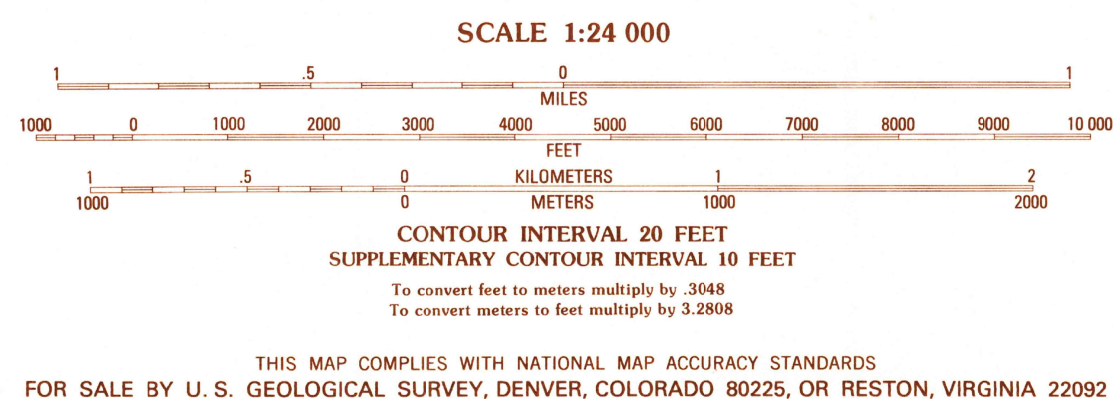 SCALE 1:24 000
1 .5 0 1
MILES
1000 0 1000 2000 3000 4000 5000 6000 7000 8000 9000 10 000
FEET
1 .5 0 KILOMETERS 1 2
1000 0 METERS 1000 2000
CONTOUR INTERVAL 20 FEET
SUPPLEMENTARY CONTOUR INTERVAL 10 FEET
To convert feet to meters multiply by .3048
To convert meters to feet multiply by 3.2808
THIS MAP COMPLIES WITH NATIONAL MAP ACCURACY STANDARDS
FOR SALE BY U. S. GEOLOGICAL SURVEY, DENVER, COLORADO 80225, OR RESTON, VIRGINIA 22092